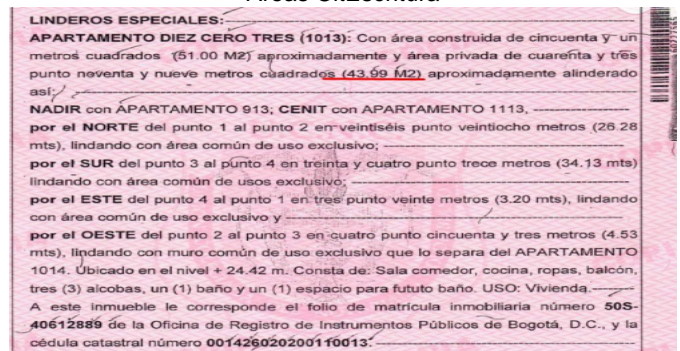 LINDEROS ESPECIALES:
APARTAMENTO DIEZ CERO TRES (1013): Con área construida de cincuenta y un
metros cuadrados (51.00 M2) aproximadamente y área privada de cuarenta y tres
punto noventa y nueve metros cuadrados (43.99 M2) aproximadamente alinderado
así:
NADIR con APARTAMENTO 913; CENIT con APARTAMENTO 1113,
por el NORTE del punto 1 al punto 2 en veintiséis punto veintiocho metros (26.28
mts), lindando con área común de uso exclusivo;
por el SUR del punto 3 al punto 4 en treinta y cuatro punto trece metros (34.13 mts)
lindando con área común de usos exclusivo;
por el ESTE del punto 4 al punto 1 en tres punto veinte metros (3.20 mts), lindando
con área común de uso exclusivo y
por el OESTE del punto 2 al punto 3 en cuatro punto cincuenta y tres metros (4.53
mts), lindando con muro común de uso exclusivo que lo separa del APARTAMENTO
1014. Ubicado en el nivel + 24.42 m. Consta de: Sala comedor, cocina, ropas, balcón,
tres (3) alcobas, un (1) baño y un (1) espacio para fututo baño. USO: Vivienda.
A este inmueble le corresponde el folio de matrícula inmobiliaria número 50S-
40612889 de la Oficina de Registro de Instrumentos Públicos de Bogotá, D.C., y la
cédula catastral número 001426020200110013.